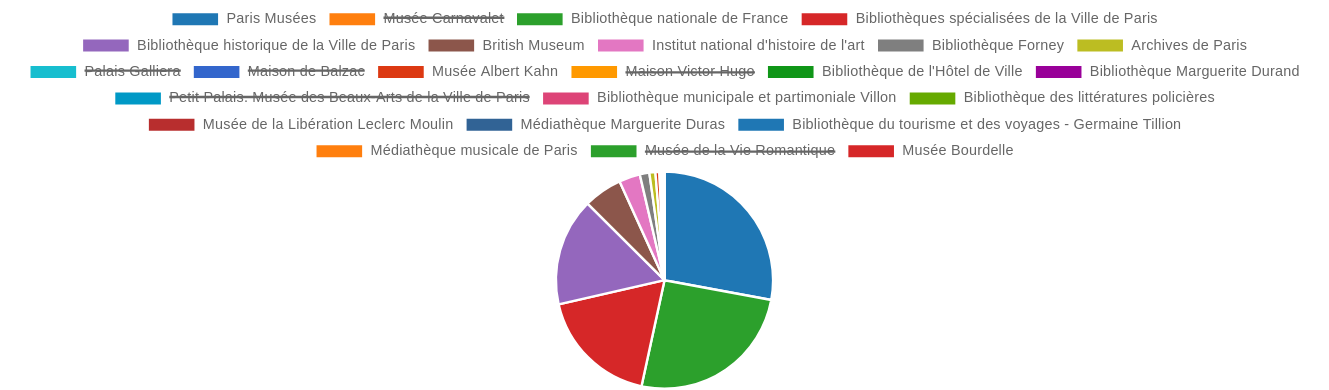 Paris Musées Musée Carnavalet Bibliothèque nationale de France Bibliothèques spécialisées de la Ville de Paris
Bibliothèque historique de la Ville de Paris British Museum Institut national d'histoire de l'art Bibliothèque Forney Archives de Paris
Palais Galliera Maison de Balzac Musée Albert Kahn Maison Victor Hugo Bibliothèque de l'Hôtel de Ville Bibliothèque Marguerite Durand
Petit Palais. Musée des Beaux-Arts de la Ville de Paris Bibliothèque municipale et partimoniale Villon Bibliothèque des littératures policières
Musée de la Libération Leclerc Moulin Médiathèque Marguerite Duras Bibliothèque du tourisme et des voyages - Germaine Tillion
Médiathèque musicale de Paris Musée de la Vie Romantique Musée Bourdelle